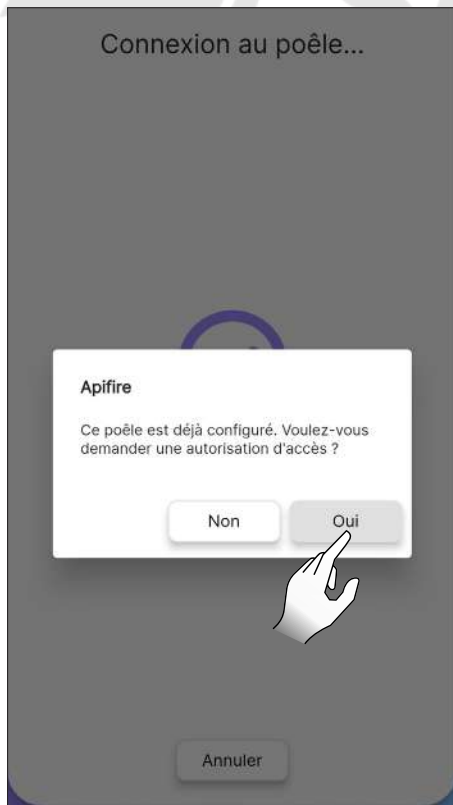 Connexion au poêle...
Apifire
Ce poêle est déjà configuré. Voulez-vous
demander une autorisation d'accès ?
Non
Oui
Annuler